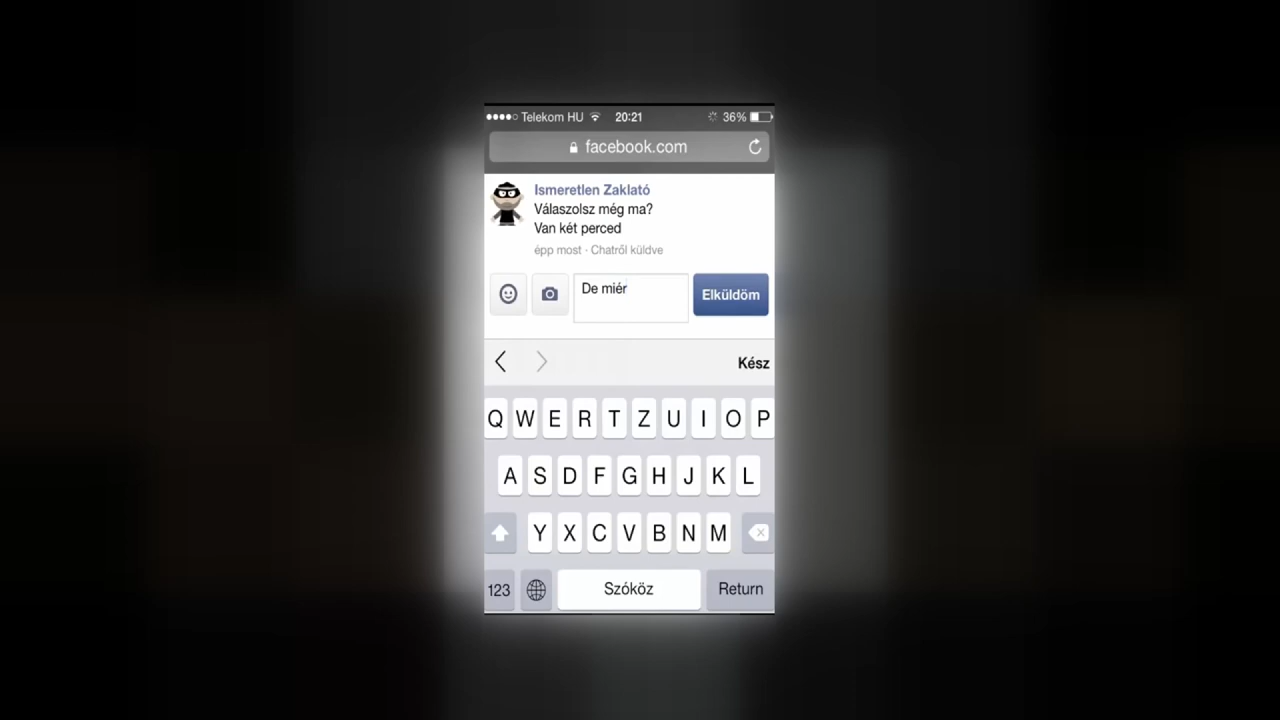 Telekom HU 20:21 36%
facebook.com
Ismeretlen Zaklató
Válaszolsz még ma?
Van két perced
épp most · Chatről küldve
De miér
Elküldöm
Kész
Q W E R T Z U I O P
A S D F G H J K L
Y X C V B N M
123 Szóköz Return